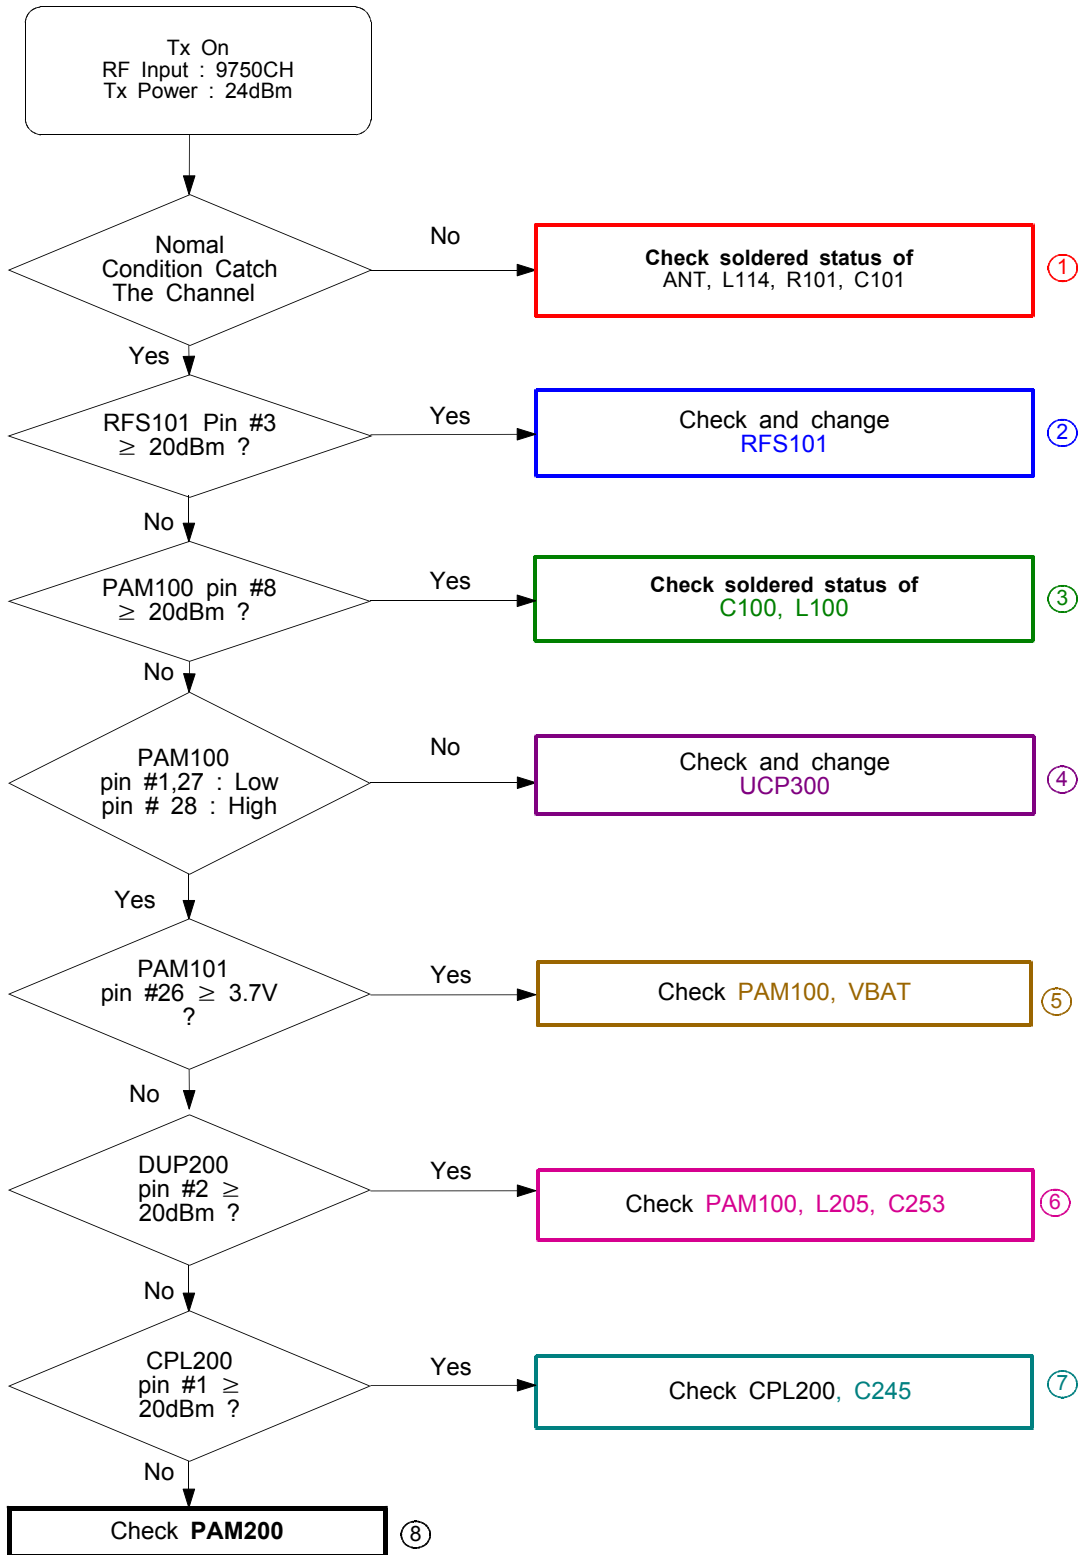 Tx On
RF Input : 9750CH
Tx Power : 24dBm
Nomal
Condition Catch
The Channel
No
Check soldered status of
ANT, L114, R101, C101
①
Yes
RFS101 Pin #3
≥ 20dBm ?
Yes
Check and change
RFS101
②
No
PAM100 pin #8
≥ 20dBm ?
Yes
Check soldered status of
C100, L100
③
No
PAM100
pin #1,27 : Low
pin # 28 : High
No
Check and change
UCP300
④
Yes
PAM101
pin #26 ≥ 3.7V
?
Yes
Check PAM100, VBAT
⑤
No
DUP200
pin #2 ≥
20dBm ?
Yes
Check PAM100, L205, C253
⑥
No
CPL200
pin #1 ≥
20dBm ?
Yes
Check CPL200, C245
⑦
No
Check PAM200
⑧